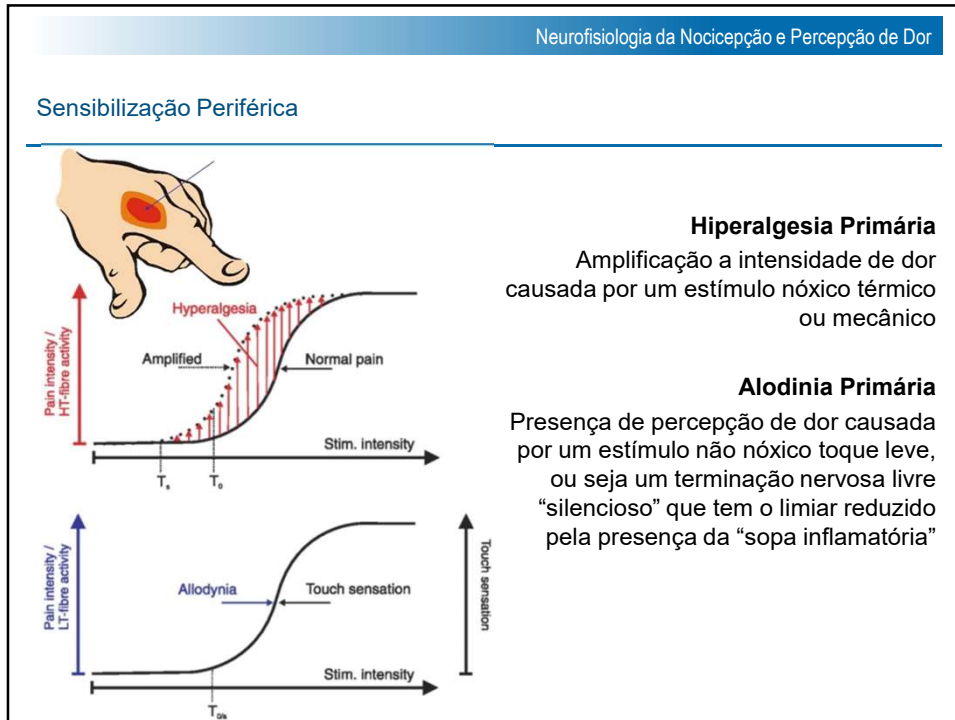 Neurofisiologia da Nocicepção e Percepção de Dor
Sensibilização Periférica
Hiperalgesia Primária
Amplificação a intensidade de dor
causada por um estímulo nóxico térmico
ou mecânico
Alodinia Primária
Presença de percepção de dor causada
por um estímulo não nóxico toque leve,
ou seja um terminação nervosa livre
“silencioso” que tem o limiar reduzido
pela presença da “sopa inflamatória”
Pain intensity /
HT-fibre activity
Hyperalgesia
Amplified
Normal pain
Stim. intensity
Ts
T0
Pain intensity /
LT-fibre activity
Allodynia
Touch sensation
Touch sensation
Stim. intensity
T0/s